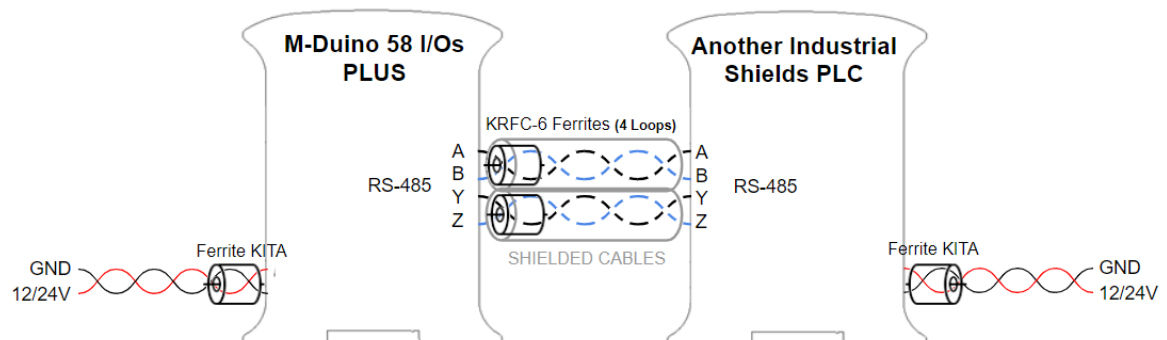 M-Duino 58 I/Os
PLUS
Another Industrial
Shields PLC
KRFC-6 Ferrites (4 Loops)
A
B
Y
Z
RS-485
A
B
Y
Z
RS-485
SHIELDED CABLES
Ferrite KITA
GND
12/24V
Ferrite KITA
GND
12/24V